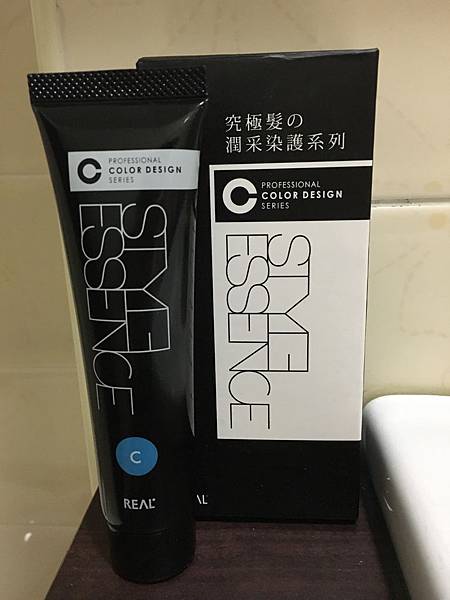 C PROFESSIONAL
COLOR DESIGN
SERIES
STYLE
ESSENCE
C
REAL
究極髮の
潤采染護系列
C PROFESSIONAL
COLOR DESIGN
SERIES
STYLE
ESSENCE
AL